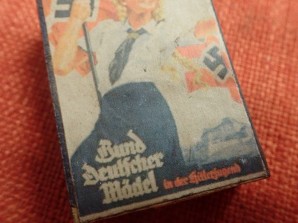 Bund
Deutscher
Mädel
in der Hitlerjugend